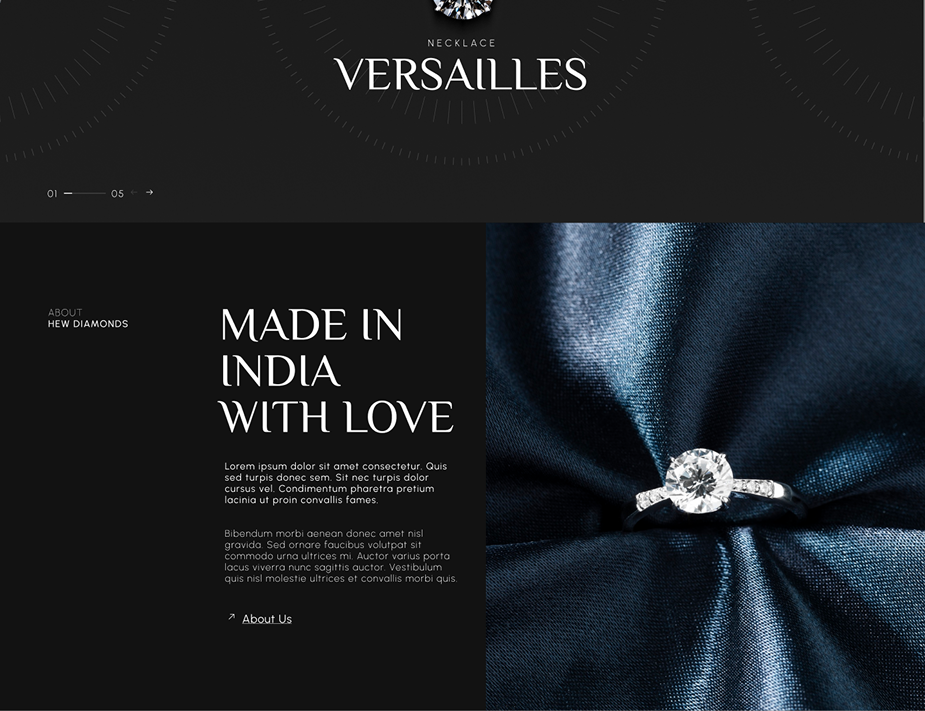 NECKLACE
VERSAILLES
01
05
ABOUT
HEW DIAMONDS
MADE IN
INDIA
WITH LOVE
Lorem ipsum dolor sit amet consectetur. Quis
sed turpis donec sem. Sit nec turpis dolor
cursus vel. Condimentum pharetra pretium
lacinia ut proin convallis fames.
Bibendum morbi aenean donec amet nisl
gravida. Sed ornare faucibus volutpat sit
commodo urna ultrices mi. Auctor varius porta
lacus viverra nunc sagittis auctor. Vestibulum
quis nisl molestie ultrices et convallis morbi quis.
About Us